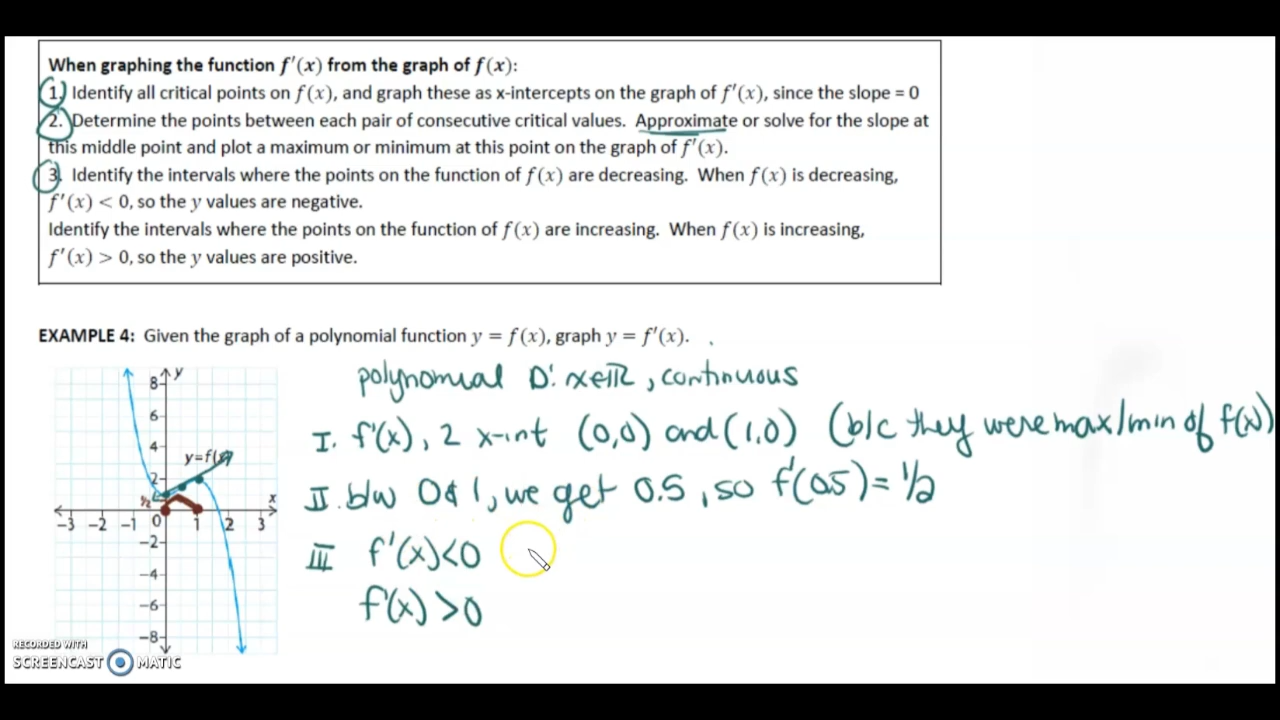 When graphing the function f'(x) from the graph of f(x):
1. Identify all critical points on f(x), and graph these as x-intercepts on the graph of f'(x), since the slope = 0
2. Determine the points between each pair of consecutive critical values. Approximate or solve for the slope at
this middle point and plot a maximum or minimum at this point on the graph of f'(x).
3. Identify the intervals where the points on the function of f(x) are decreasing. When f(x) is decreasing,
f'(x) < 0, so the y values are negative.
Identify the intervals where the points on the function of f(x) are increasing. When f(x) is increasing,
f'(x) > 0, so the y values are positive.
EXAMPLE 4: Given the graph of a polynomial function y = f(x), graph y = f'(x).
polynomial D: x∈ℝ, continuous
I. f'(x), 2 x-int (0,0) and (1,0) (b/c they were max/min of f(x)
II. b/w 0 & 1, we get 0.5, so f'(0.5) = 1/2
III f'(x)<0
f'(x) >0
8 y
6
4
y=f(x)
2
1/2
x
-3 -2 -1 0 1 2 3
-2
-4
-6
-8
RECORDED WITH
SCREENCAST MATIC